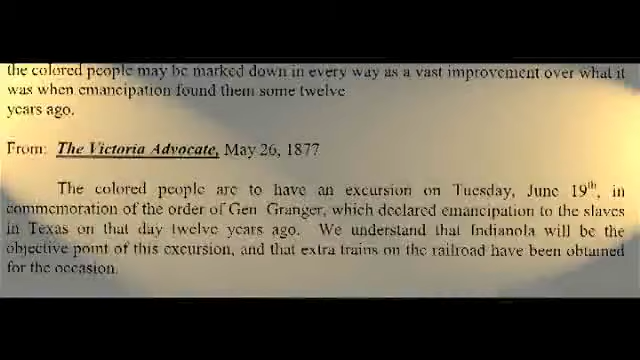 the colored people may be marked down in every way as a vast improvement over what it
was when emancipation found them some twelve
years ago.
From: The Victoria Advocate, May 26, 1877
The colored people are to have an excursion on Tuesday, June 19th, in
commemoration of the order of Gen Granger, which declared emancipation to the slaves
in Texas on that day twelve years ago. We understand that Indianola will be the
objective point of this excursion, and that extra trains on the railroad have been obtained
for the occasion.